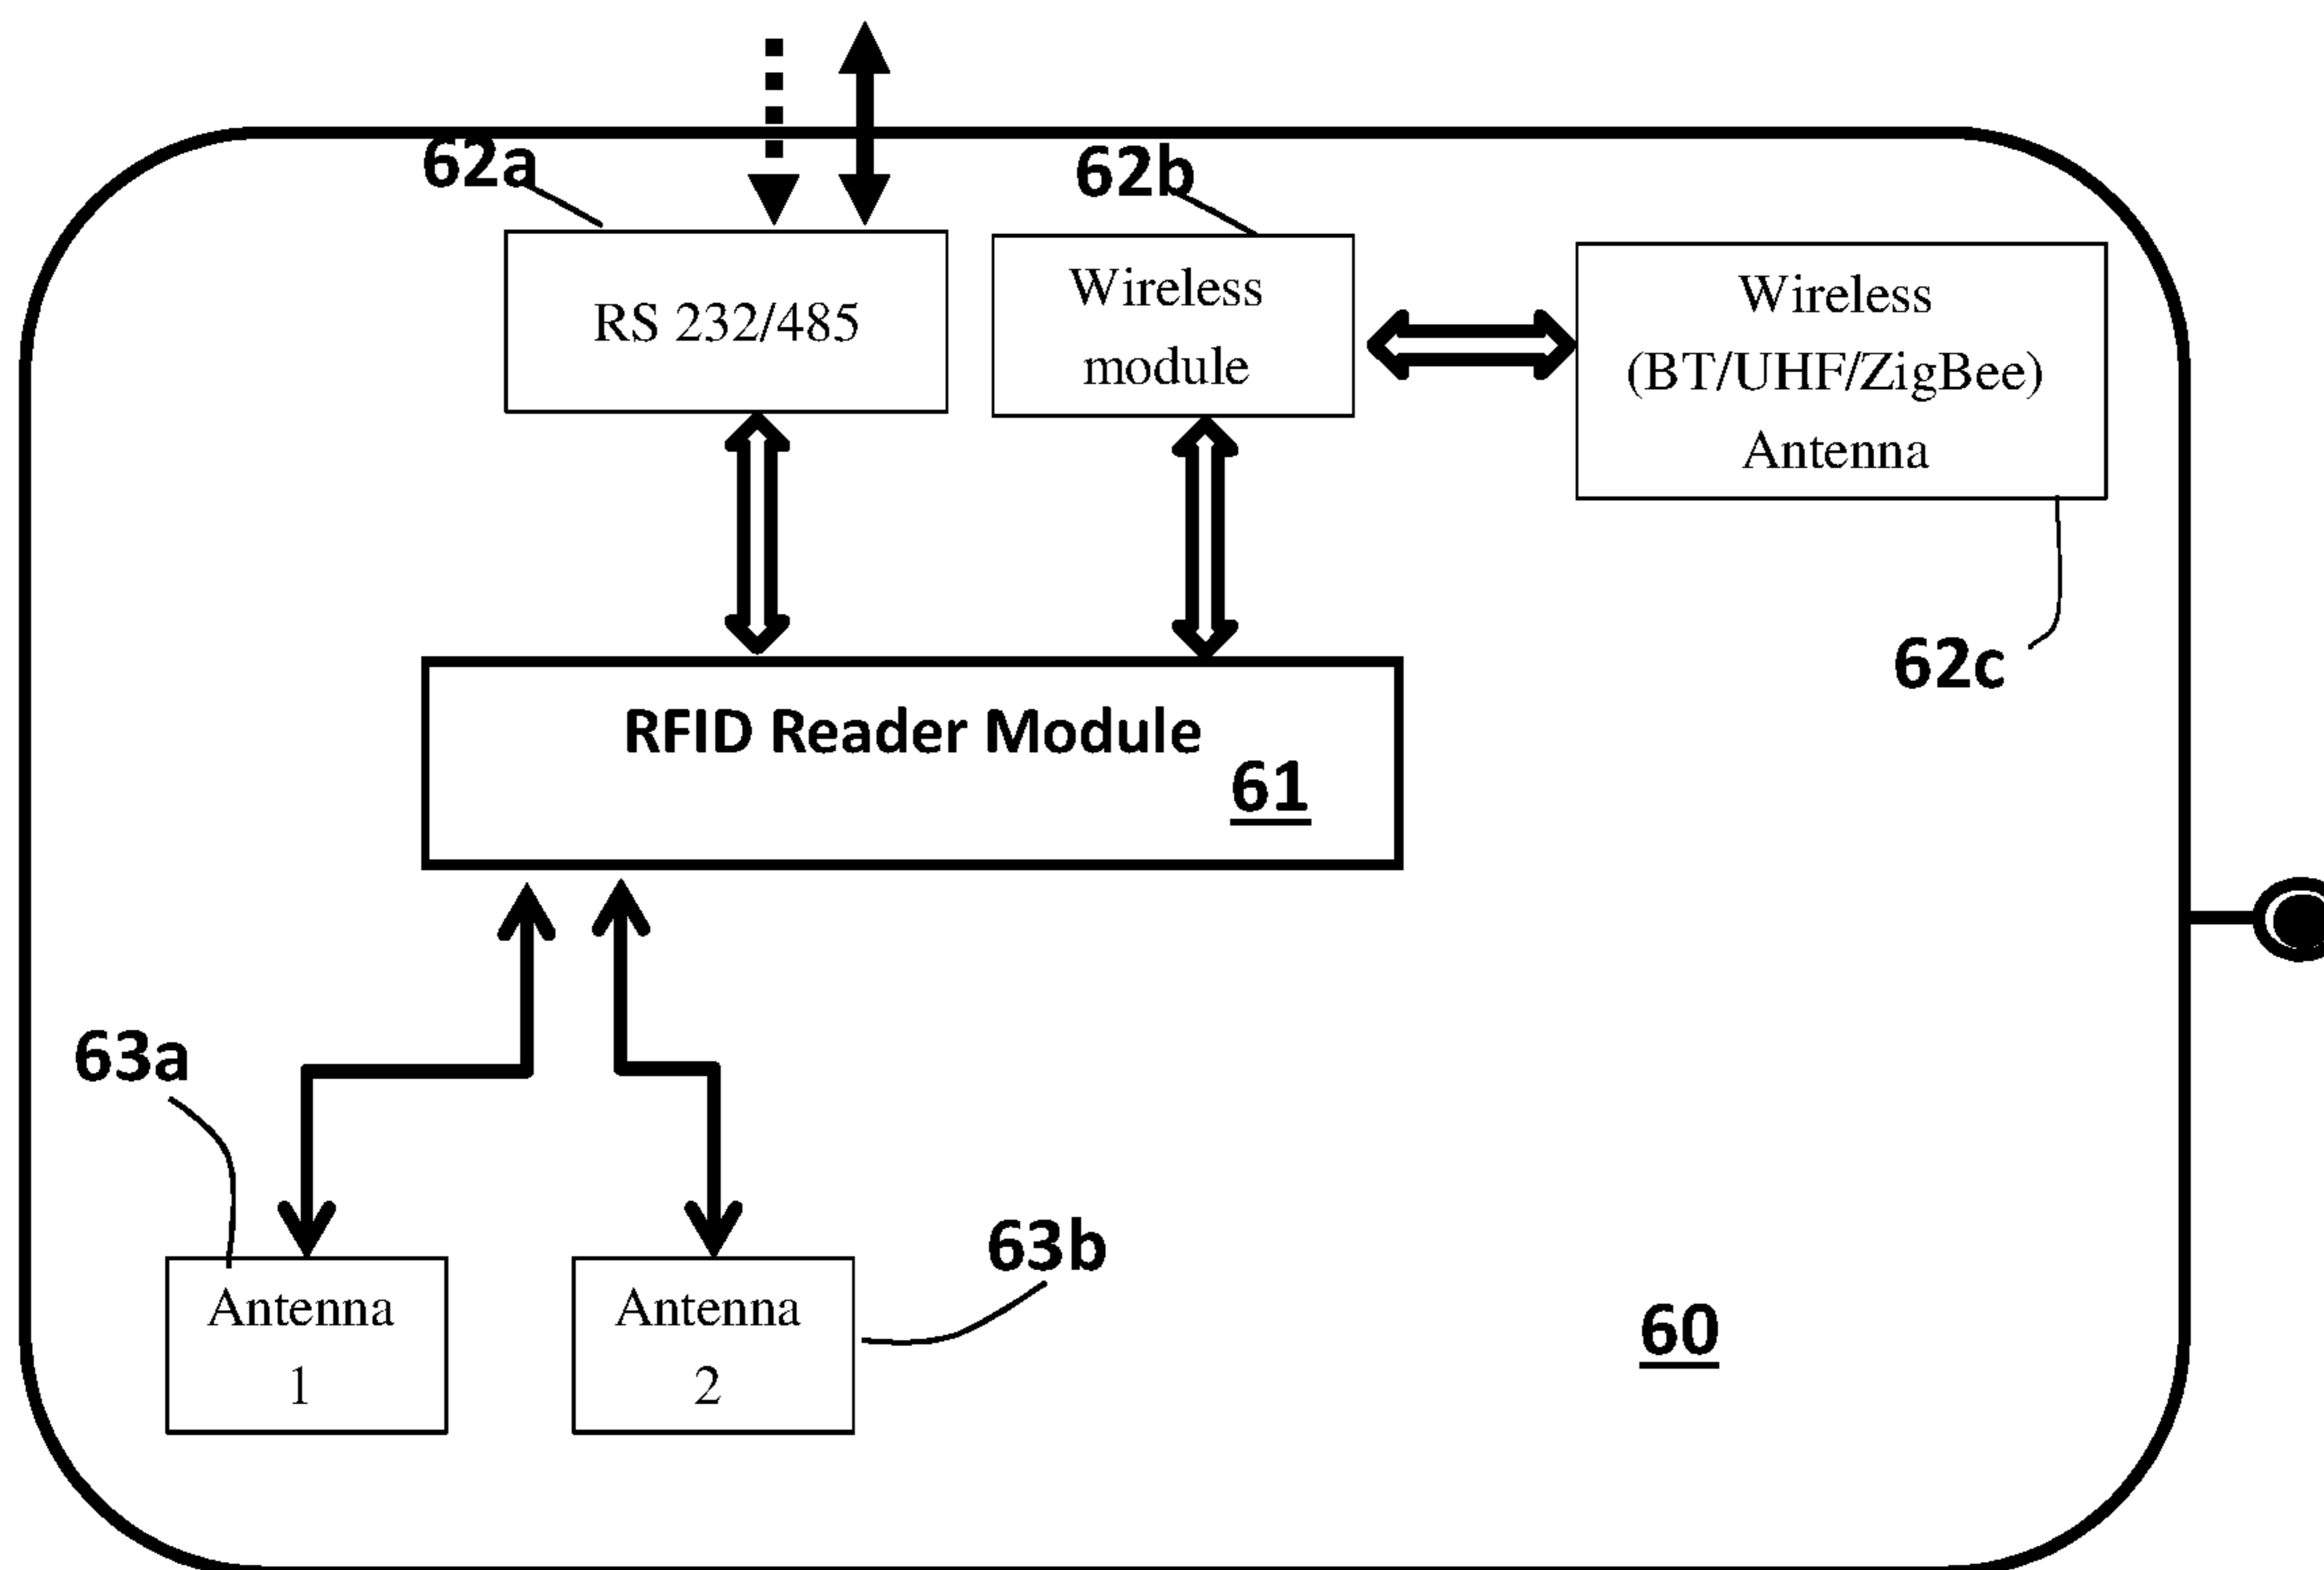 62a
62b
RS 232/485
Wireless
module
Wireless
(BT/UHF/ZigBee)
Antenna
62c
RFID Reader Module
61
63a
63b
Antenna
1
Antenna
2
60